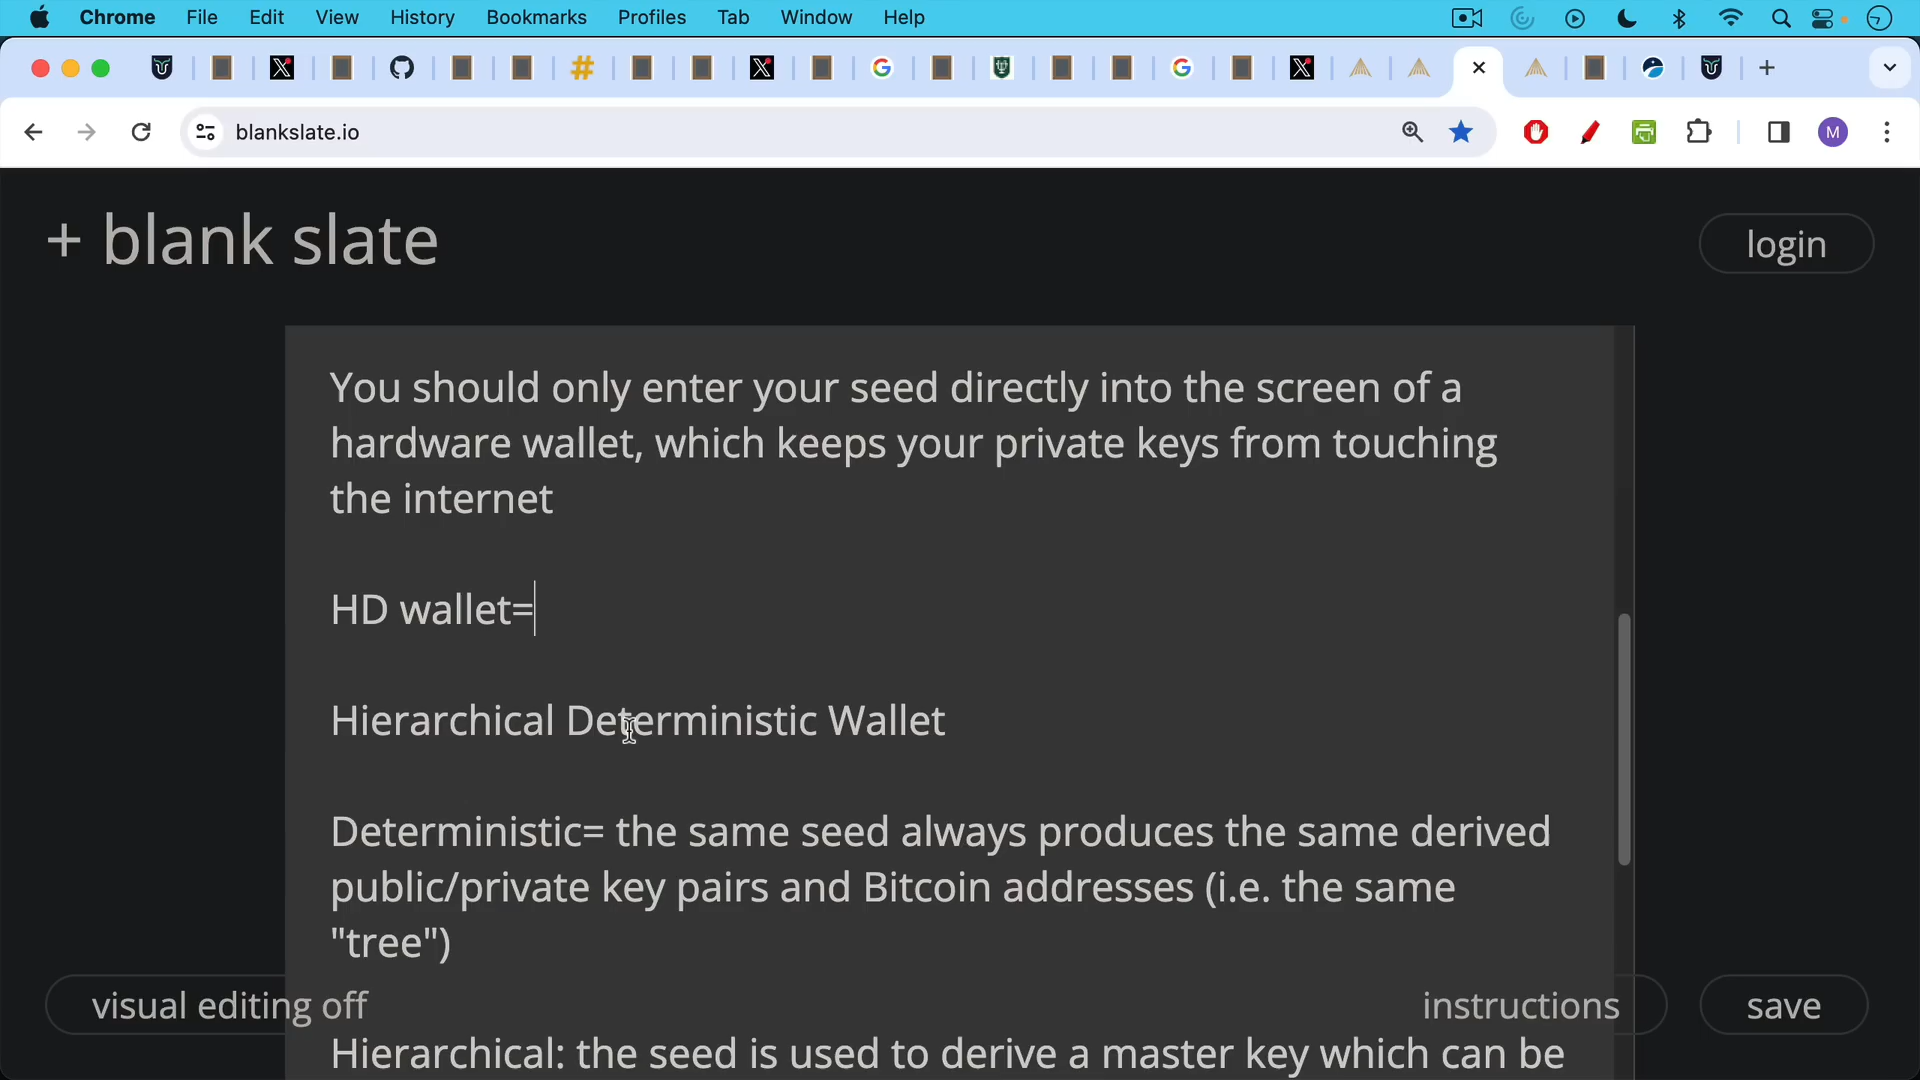 Chrome File Edit View History Bookmarks Profiles Tab Window Help
blankslate.io
M
+ blank slate
login
You should only enter your seed directly into the screen of a
hardware wallet, which keeps your private keys from touching
the internet
HD wallet=
Hierarchical Deterministic Wallet
Deterministic= the same seed always produces the same derived
public/private key pairs and Bitcoin addresses (i.e. the same
"tree")
visual editing off
instructions
save
Hierarchical: the seed is used to derive a master key which can be